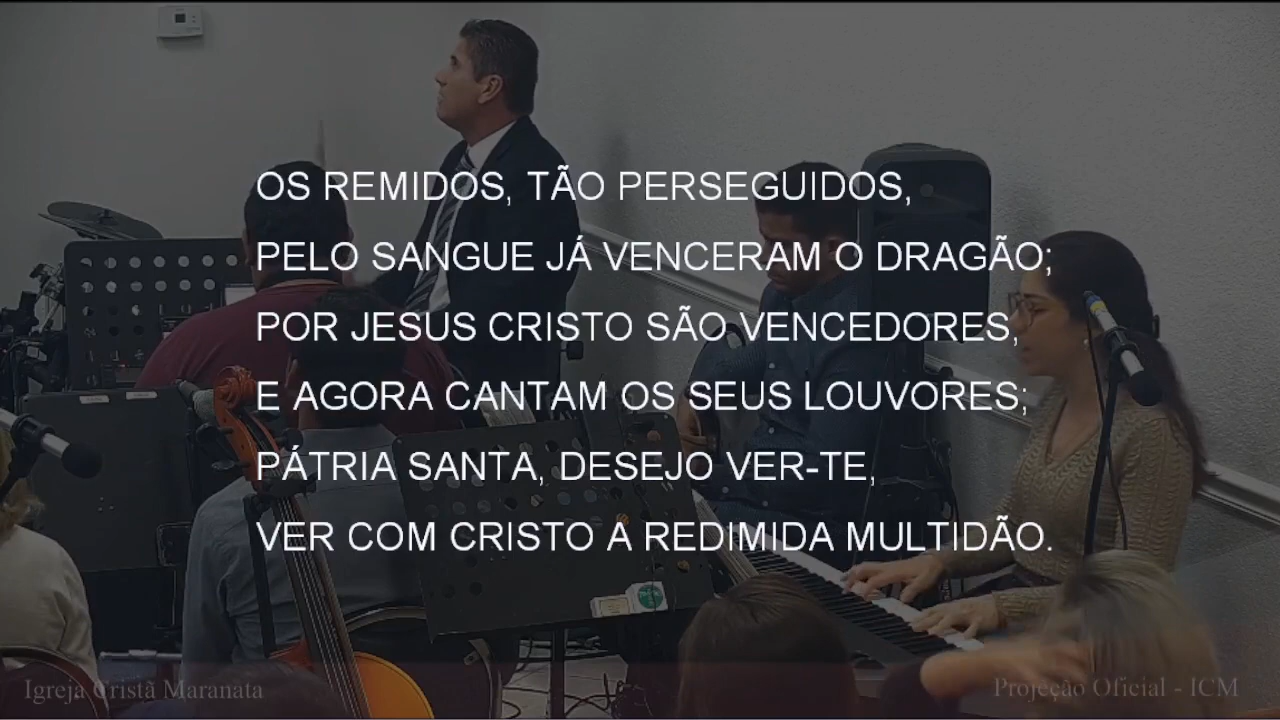 OS REMIDOS, TÃO PERSEGUIDOS,
PELO SANGUE JÁ VENCERAM O DRAGÃO;
POR JESUS CRISTO SÃO VENCEDORES,
E AGORA CANTAM OS SEUS LOUVORES;
PÁTRIA SANTA, DESEJO VER-TE,
VER COM CRISTO A REDIMIDA MULTIDÃO.
Igreja Cristã Maranata
Projeção Oficial - ICM